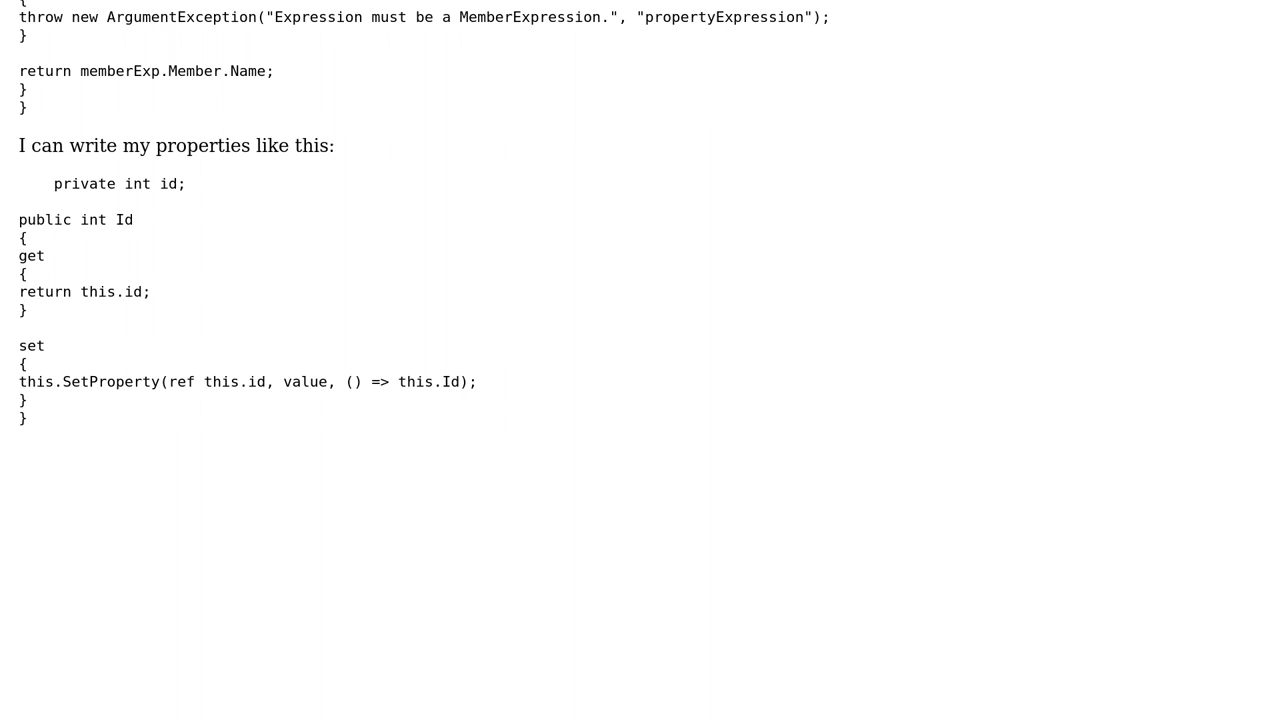 {
throw new ArgumentException("Expression must be a MemberExpression.", "propertyExpression");
}
return memberExp.Member.Name;
}
}
I can write my properties like this:
private int id;
public int Id
{
get
{
return this.id;
}
set
{
this.SetProperty(ref this.id, value, () => this.Id);
}
}